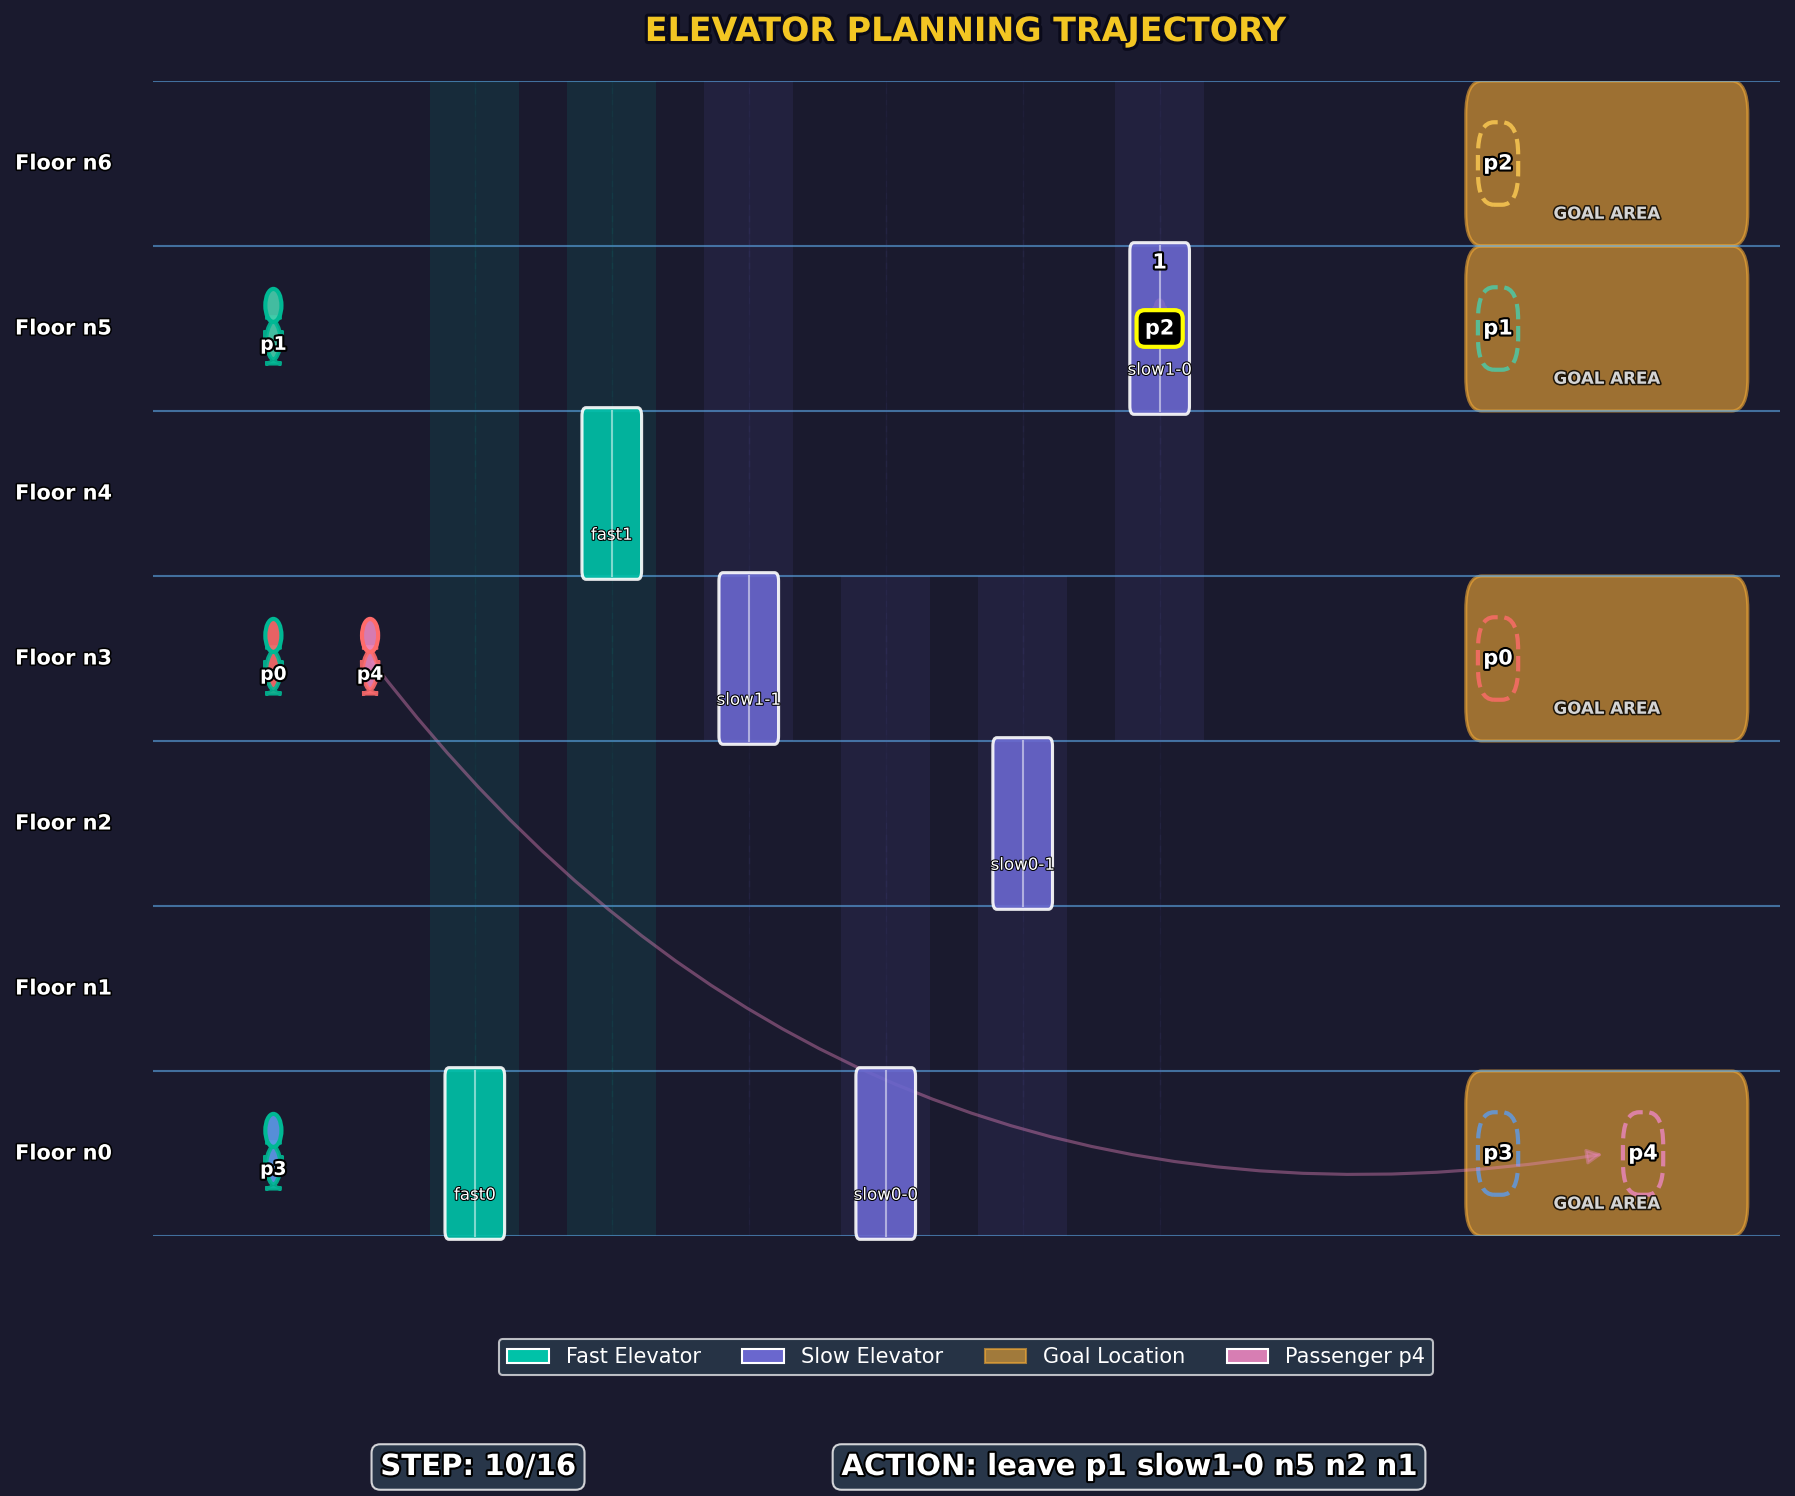 ELEVATOR PLANNING TRAJECTORY
Floor n6
p2
GOAL AREA
Floor n5
p1
1
p2
slow1-0
p1
GOAL AREA
Floor n4
fast1
Floor n3
p0
p4
slow1-1
p0
GOAL AREA
Floor n2
slow0-1
Floor n1
Floor n0
p3
fast0
slow0-0
p3
p4
GOAL AREA
Fast Elevator
Slow Elevator
Goal Location
Passenger p4
STEP: 10/16
ACTION: leave p1 slow1-0 n5 n2 n1